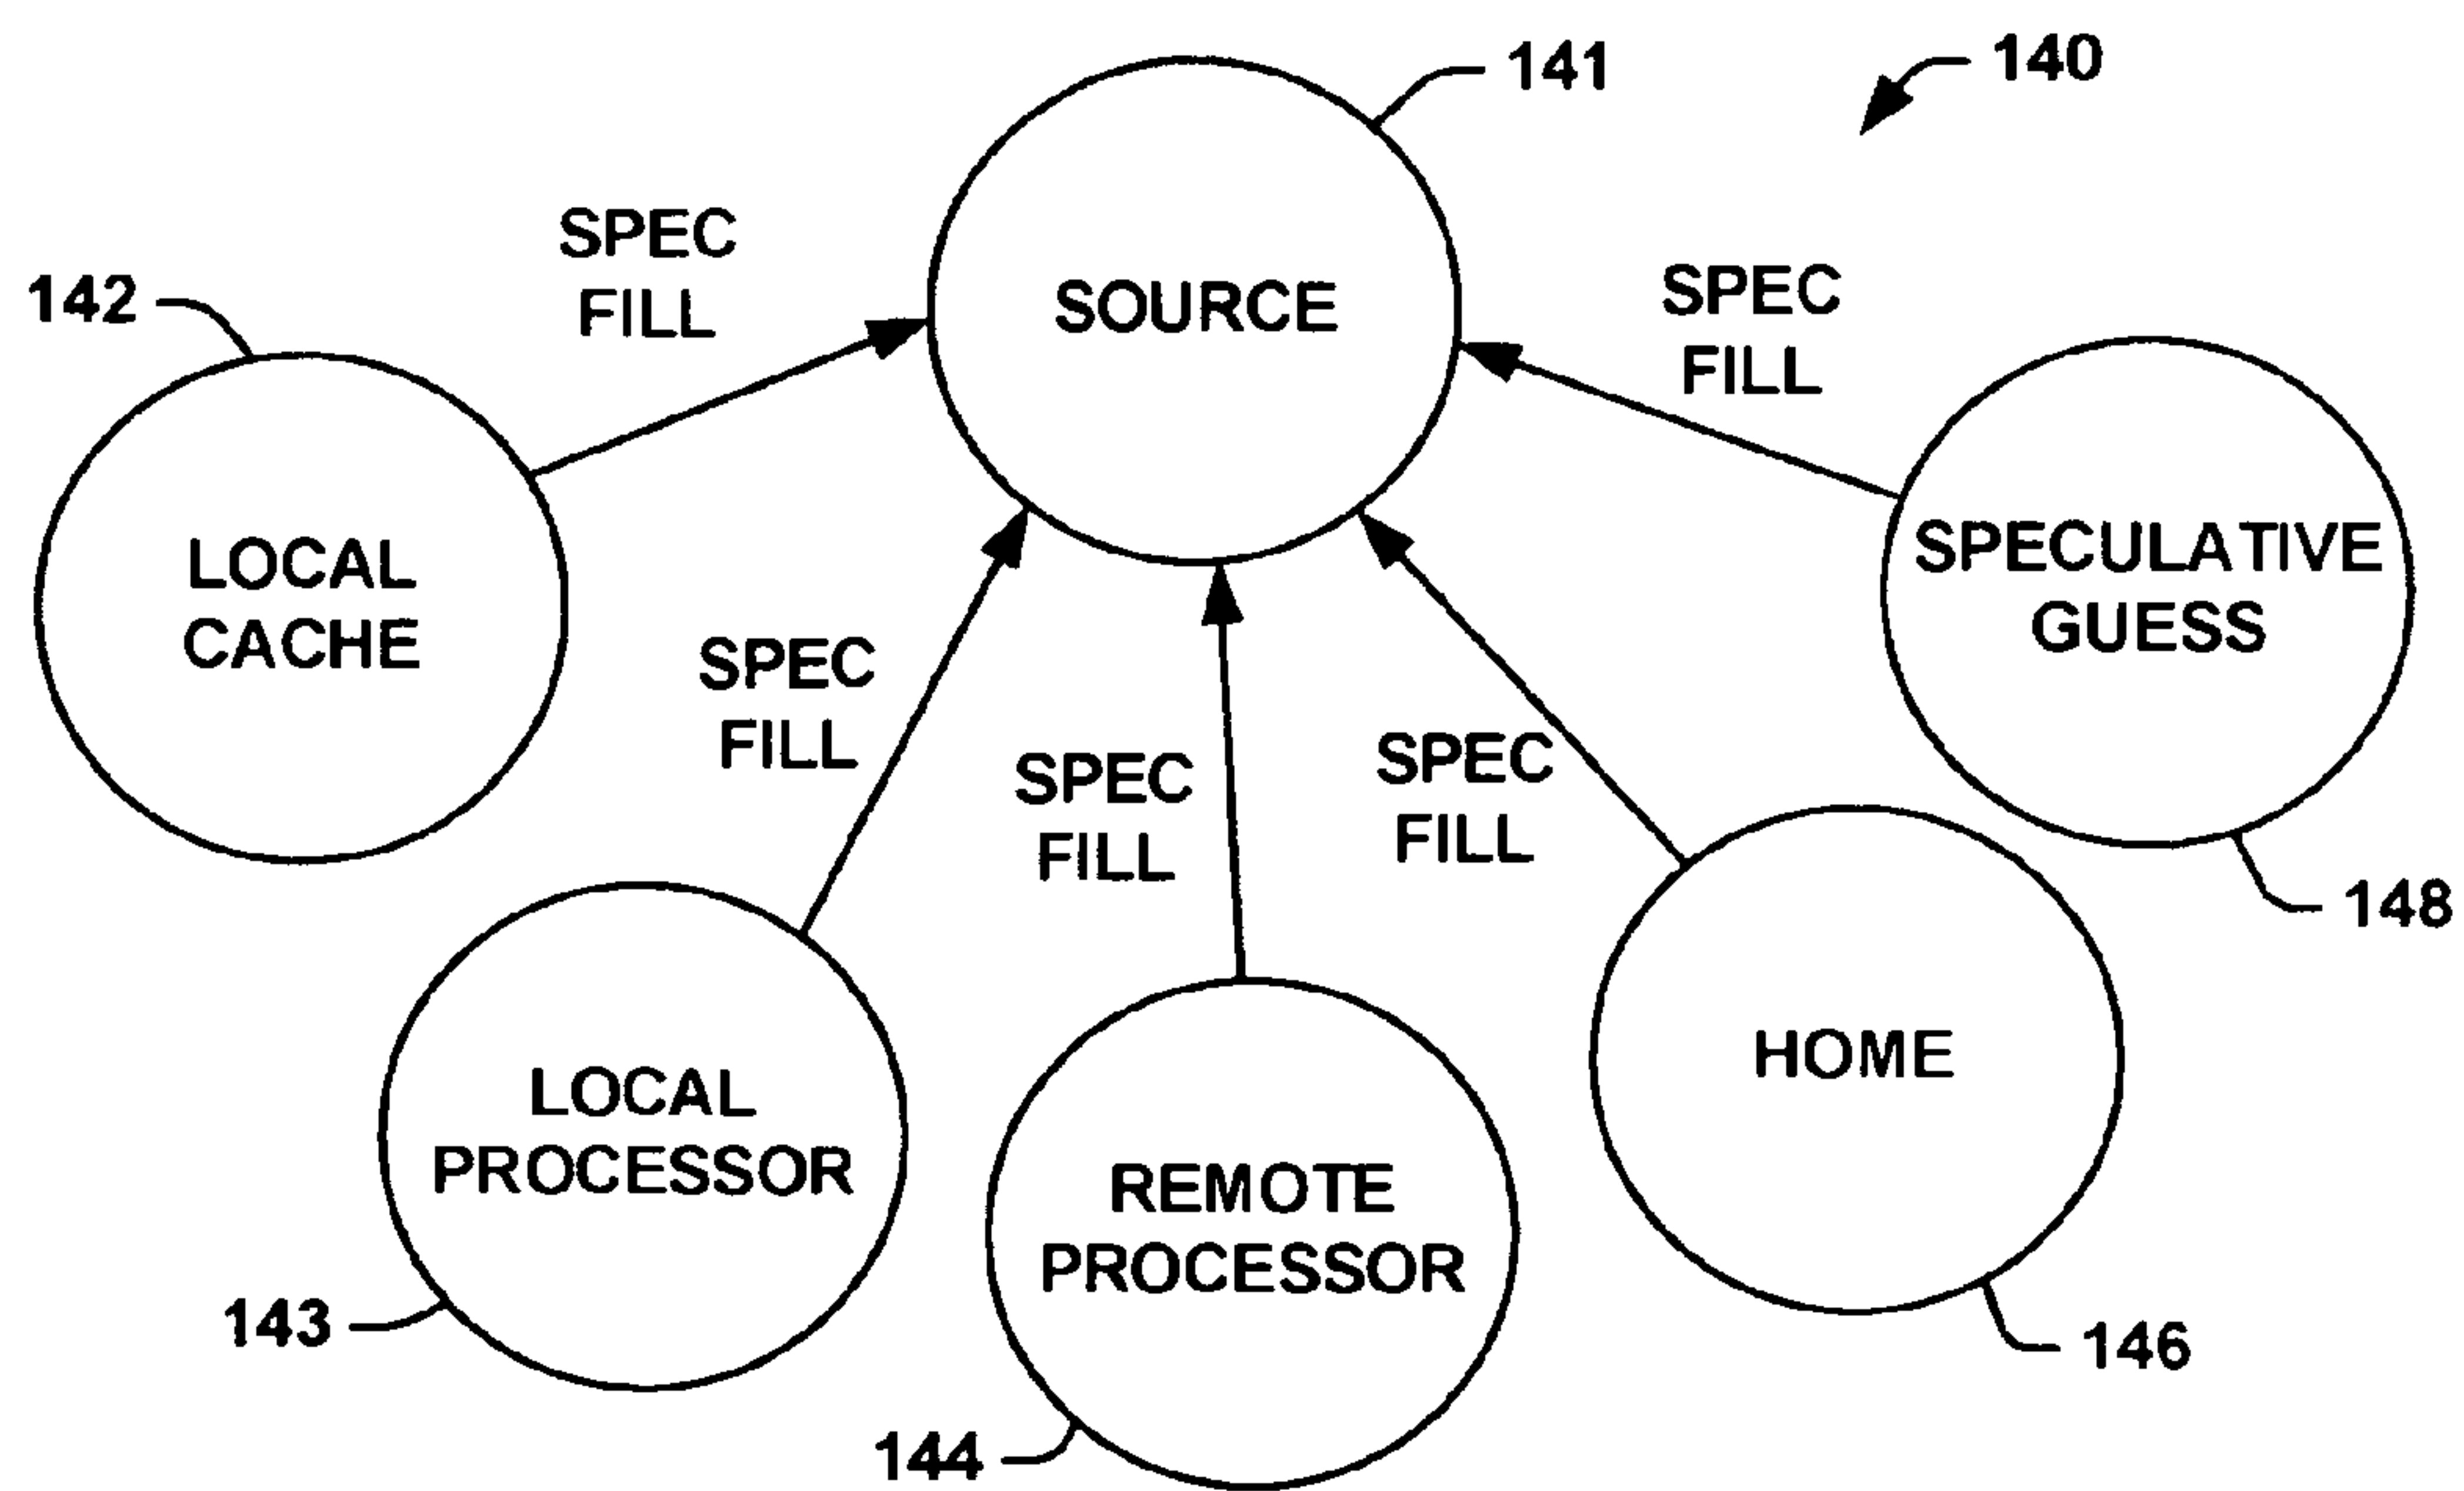 140
141
SOURCE
SPEC
FILL
142
LOCAL
CACHE
SPEC
FILL
SPECULATIVE
GUESS
148
SPEC
FILL
SPEC
FILL
SPEC
FILL
LOCAL
PROCESSOR
143
REMOTE
PROCESSOR
144
HOME
146